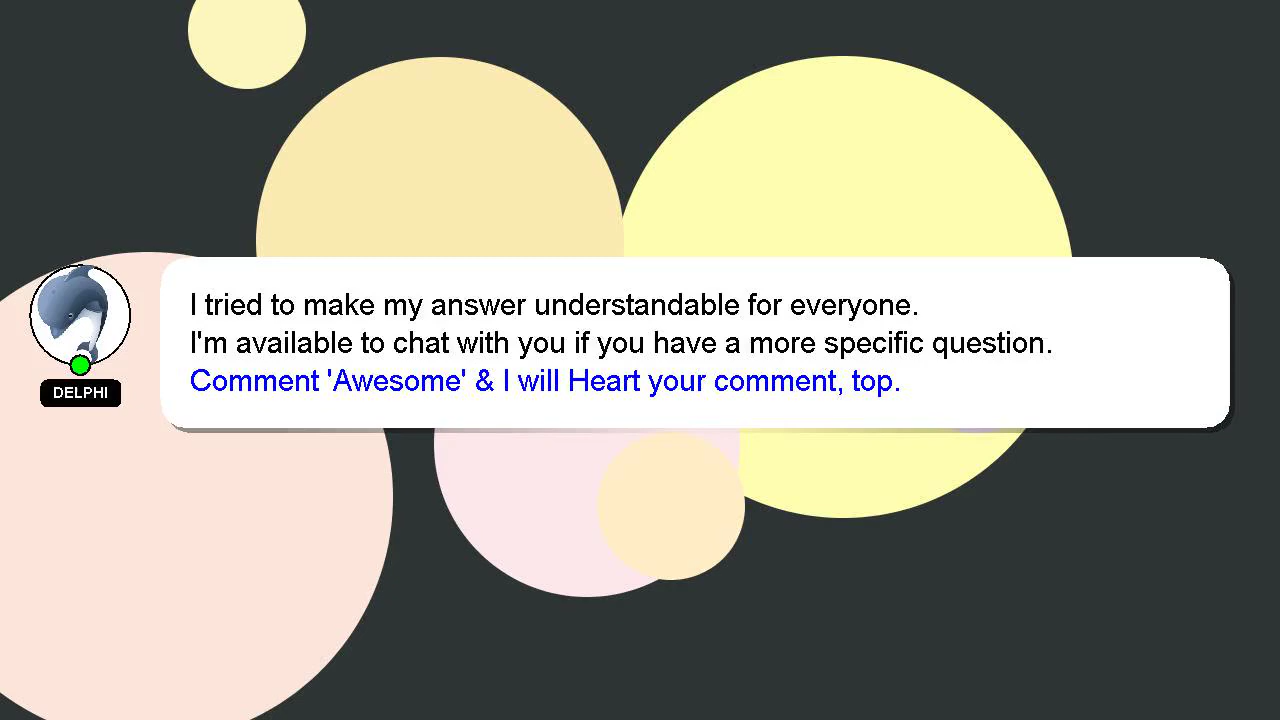 I tried to make my answer understandable for everyone.
I'm available to chat with you if you have a more specific question.
Comment 'Awesome' & I will Heart your comment, top.
DELPHI